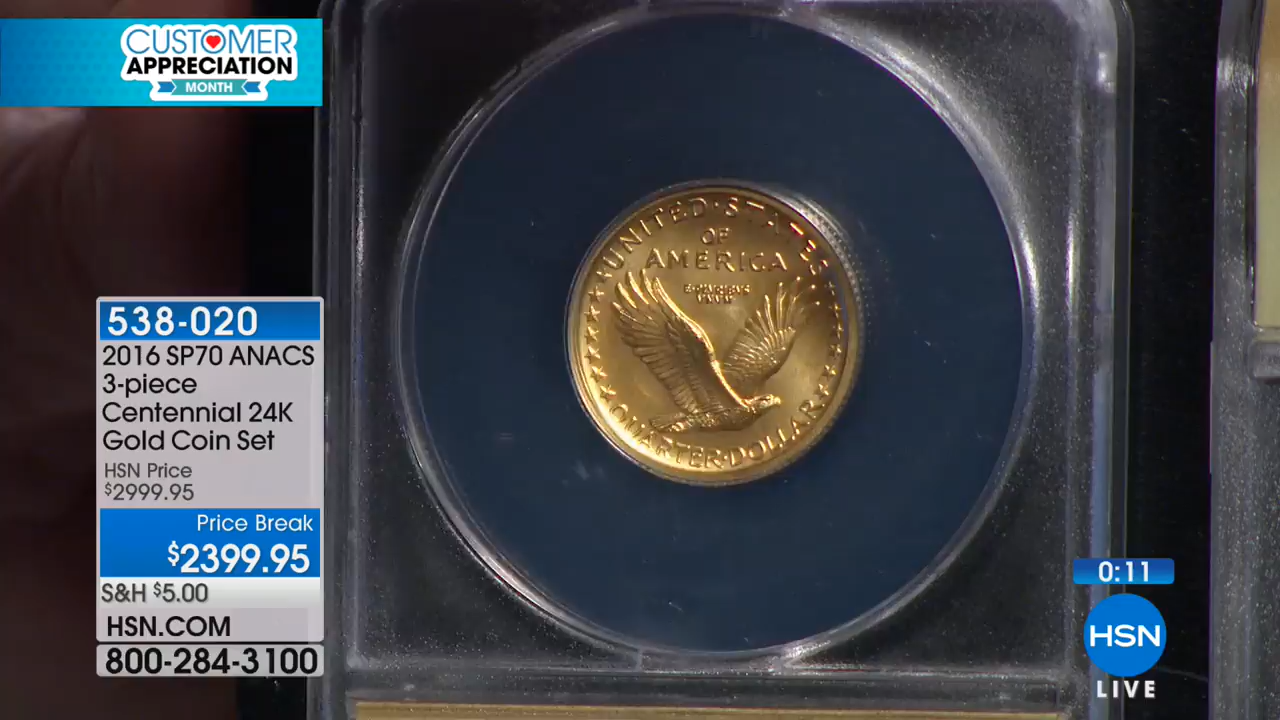 CUSTOMER
APPRECIATION
MONTH
538-020
2016 SP70 ANACS
3-piece
Centennial 24K
Gold Coin Set
HSN Price
$2999.95
Price Break
$2399.95
S&H $5.00
HSN.COM
800-284-3100
UNITED·STATES
OF
AMERICA
E·PLURIBUS
UNUM
QUARTER·DOLLAR
0:11
HSN
LIVE